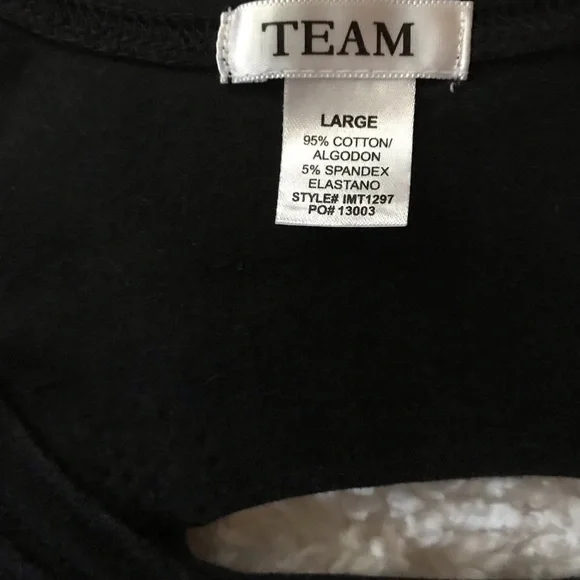 TEAM
LARGE
95% COTTON/
ALGODON
5% SPANDEX
ELASTANO
STYLE# IMT1297
PO# 13003